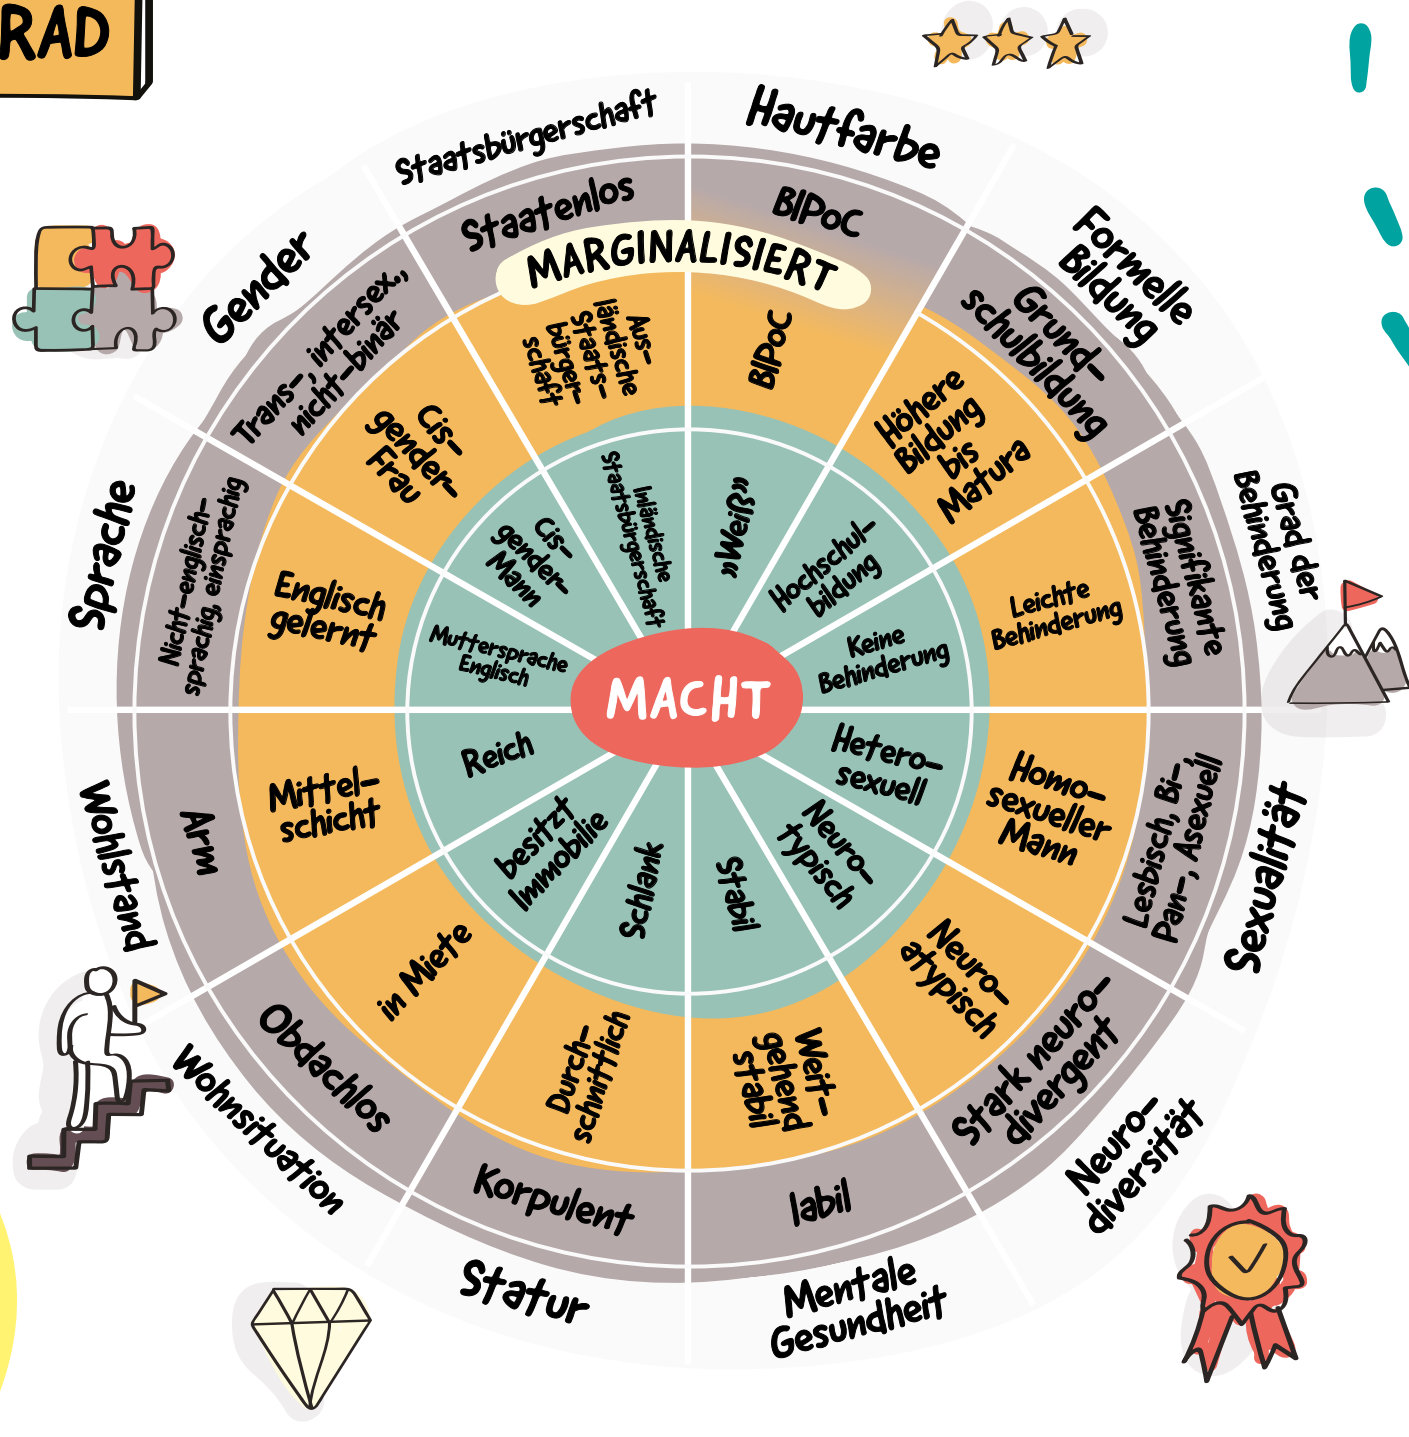 RAD
Staatsbürgerschaft
Staatenlos
Aus-
ländische
Staats-
bürger-
schaft
Inländische
Staatsbürgerschaft
Hautfarbe
BIPoC
BIPoC
»Weiß«
MARGINALISIERT
Formelle
Bildung
Grund-
schulbildung
Höhere
Bildung
bis
Matura
Hochschul-
bildung
Grad der
Behinderung
Signifikante
Behinderung
Leichte
Behinderung
Keine
Behinderung
Sexualität
Lesbisch, Bi-,
Pan-, Asexuell
Homo-
sexueller
Mann
Hetero-
sexuell
Neuro-
diversität
Stark neuro-
divergent
Neuro-
atypisch
Neuro-
typisch
Mentale
Gesundheit
labil
Weit-
gehend
stabil
Stabil
Statur
Korpulent
Durch-
schnittlich
Schlank
Wohnsituation
Obdachlos
in Miete
besitzt
Immobilie
Wohlstand
Arm
Mittel-
schicht
Reich
Sprache
Nicht-englisch-
sprachig, einsprachig
Englisch
gelernt
Muttersprache
Englisch
Gender
Trans-, intersex.,
nicht-binär
Cis-
gender-
Frau
Cis-
gender-
Mann
MACHT